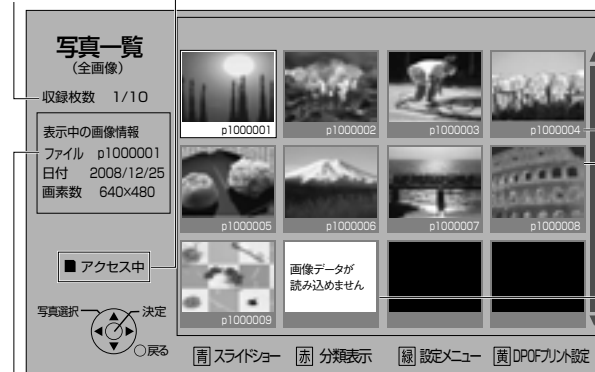 写真一覧
(全画像)
収録枚数 1/10
表示中の画像情報
ファイル p1000001
日付 2008/12/25
画素数 640×480
■ アクセス中
写真選択
決定
戻る
p1000001
p1000002
p1000003
p1000004
p1000005
p1000006
p1000007
p1000008
p1000009
画像データが
読み込めません
青 スライドショー 赤 分類表示 緑 設定メニュー 黄 DPOFプリント設定